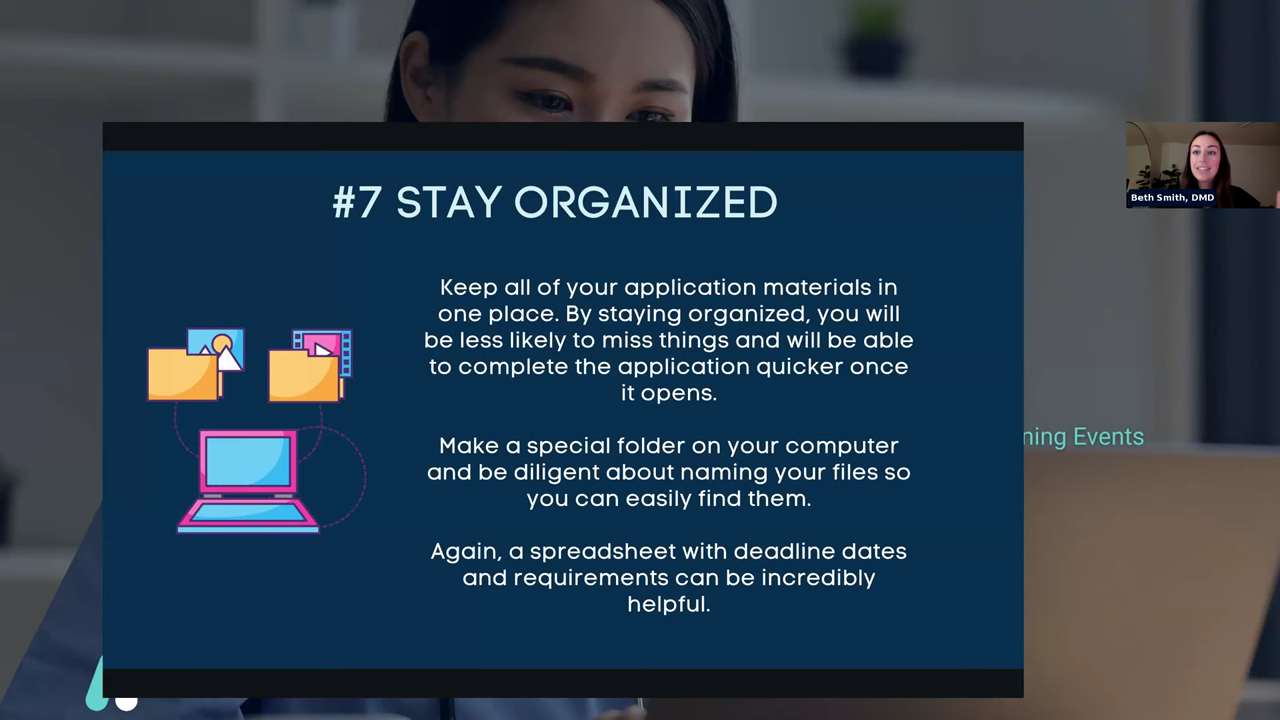 #7 STAY ORGANIZED
Keep all of your application materials in
one place. By staying organized, you will
be less likely to miss things and will be able
to complete the application quicker once
it opens.
Make a special folder on your computer
and be diligent about naming your files so
you can easily find them.
Again, a spreadsheet with deadline dates
and requirements can be incredibly
helpful.
Beth Smith, DMD
ning Events